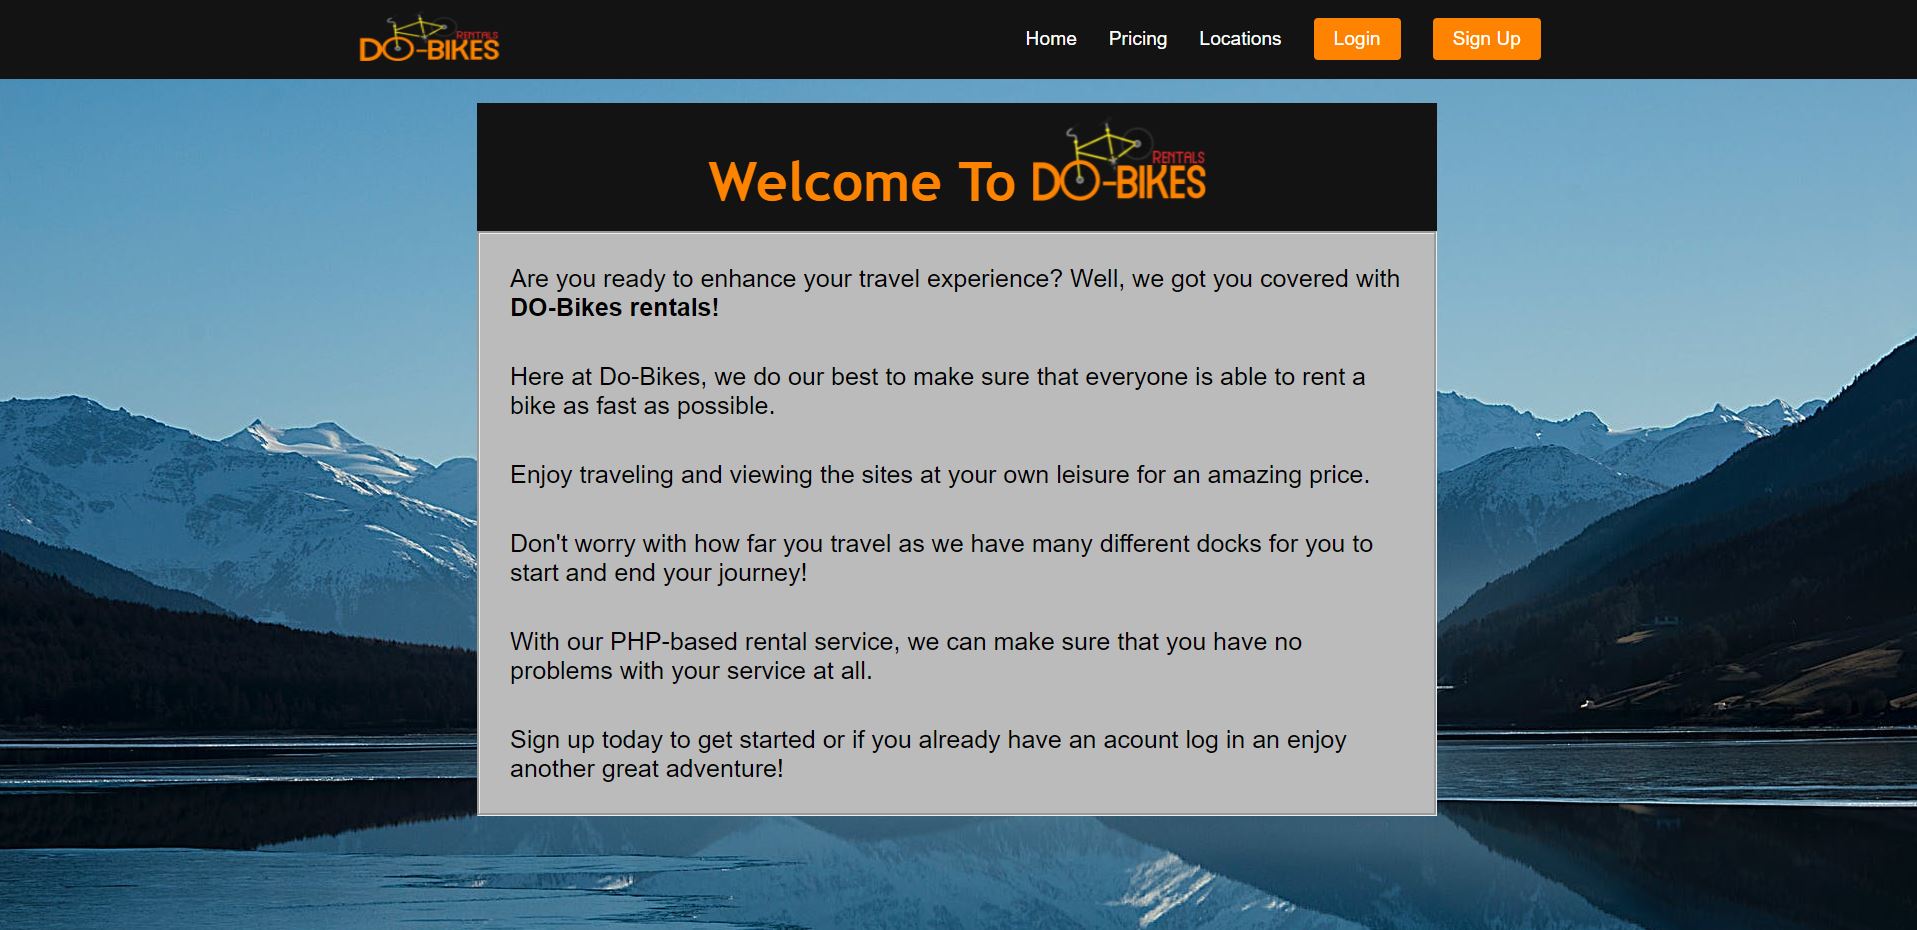 RENTALS
DO-BIKES
Home Pricing Locations Login Sign Up
Welcome To DO-BIKES RENTALS
Are you ready to enhance your travel experience? Well, we got you covered with
DO-Bikes rentals!
Here at Do-Bikes, we do our best to make sure that everyone is able to rent a
bike as fast as possible.
Enjoy traveling and viewing the sites at your own leisure for an amazing price.
Don't worry with how far you travel as we have many different docks for you to
start and end your journey!
With our PHP-based rental service, we can make sure that you have no
problems with your service at all.
Sign up today to get started or if you already have an acount log in an enjoy
another great adventure!